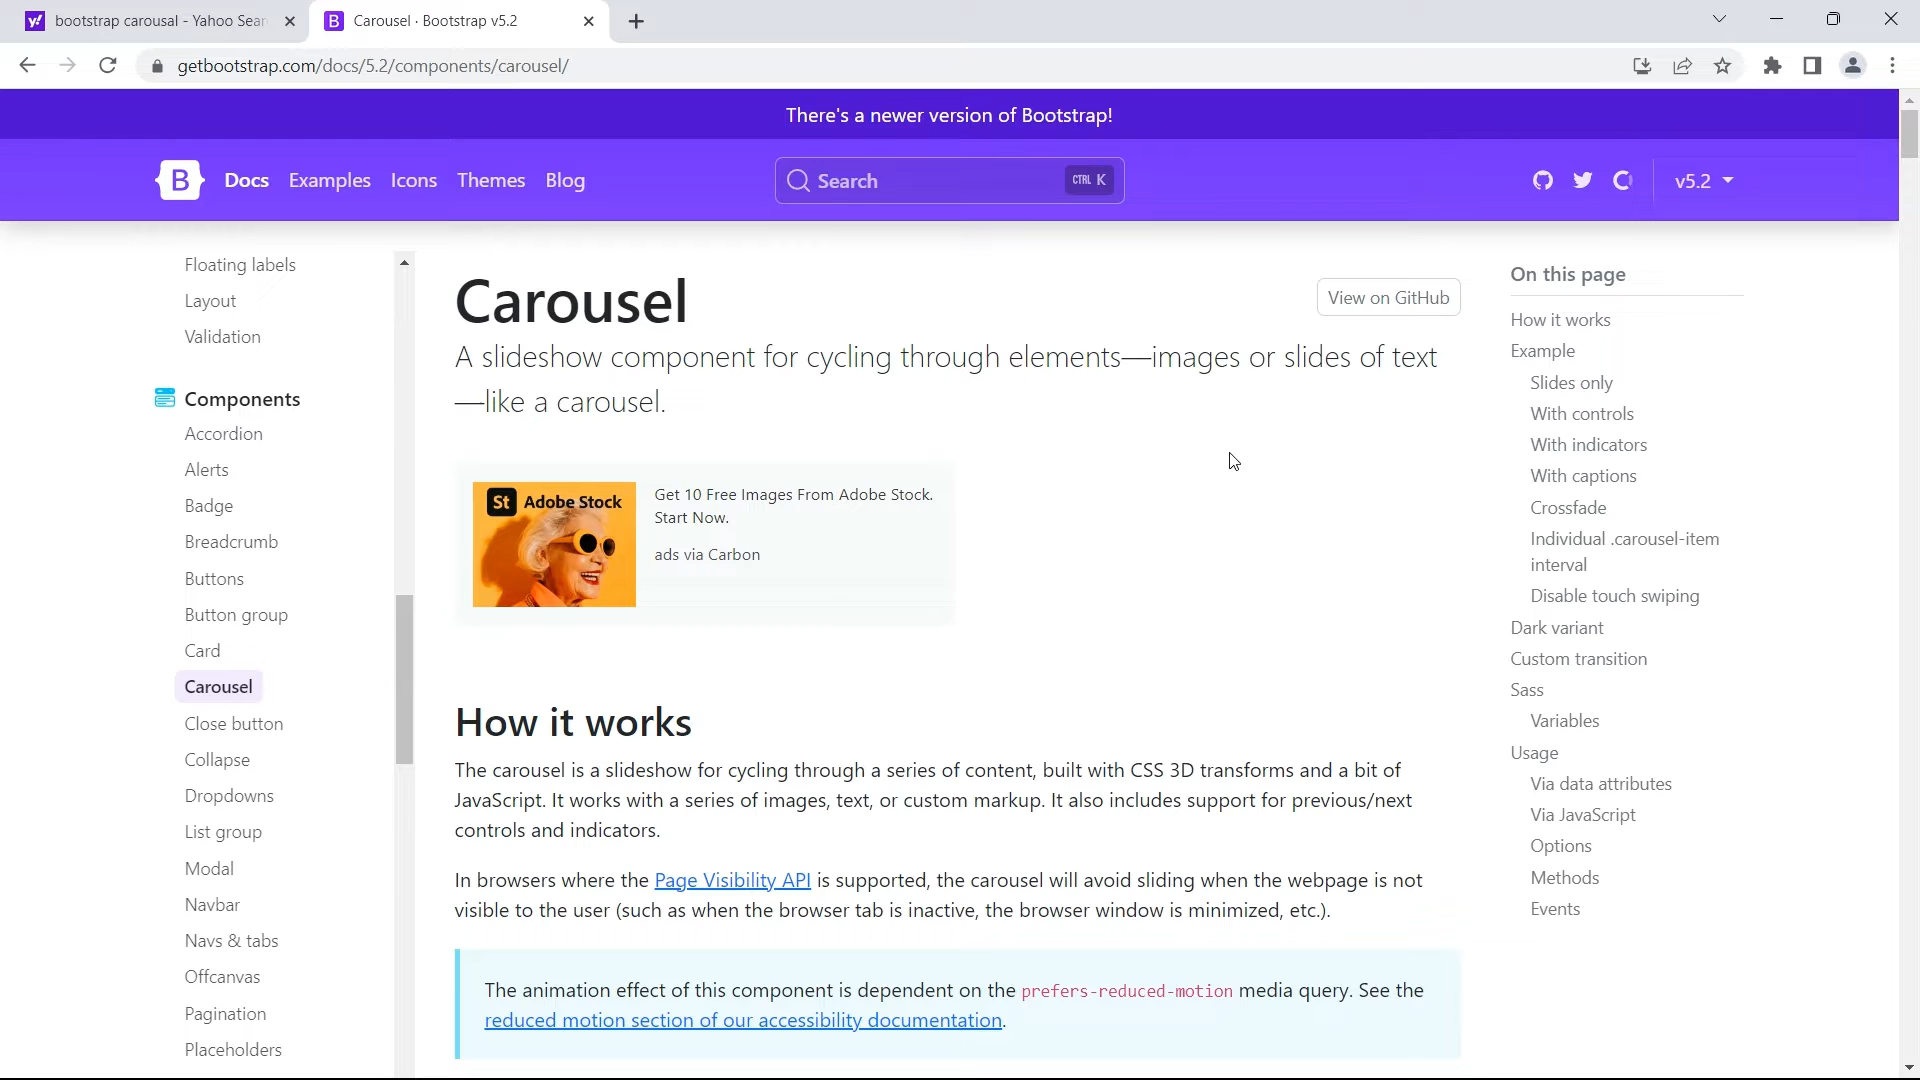 bootstrap carousal - Yahoo Sear
Carousel · Bootstrap v5.2
getbootstrap.com/docs/5.2/components/carousel/
There's a newer version of Bootstrap!
B
Docs
Examples
Icons
Themes
Blog
Search
CTRL K
v5.2
Floating labels
Layout
Validation
Components
Accordion
Alerts
Badge
Breadcrumb
Buttons
Button group
Card
Carousel
Close button
Collapse
Dropdowns
List group
Modal
Navbar
Navs & tabs
Offcanvas
Pagination
Placeholders
Carousel
View on GitHub
A slideshow component for cycling through elements—images or slides of text
—like a carousel.
St Adobe Stock
Get 10 Free Images From Adobe Stock.
Start Now.
ads via Carbon
How it works
The carousel is a slideshow for cycling through a series of content, built with CSS 3D transforms and a bit of
JavaScript. It works with a series of images, text, or custom markup. It also includes support for previous/next
controls and indicators.
In browsers where the Page Visibility API is supported, the carousel will avoid sliding when the webpage is not
visible to the user (such as when the browser tab is inactive, the browser window is minimized, etc.).
The animation effect of this component is dependent on the prefers-reduced-motion media query. See the
reduced motion section of our accessibility documentation.
On this page
How it works
Example
Slides only
With controls
With indicators
With captions
Crossfade
Individual .carousel-item
interval
Disable touch swiping
Dark variant
Custom transition
Sass
Variables
Usage
Via data attributes
Via JavaScript
Options
Methods
Events